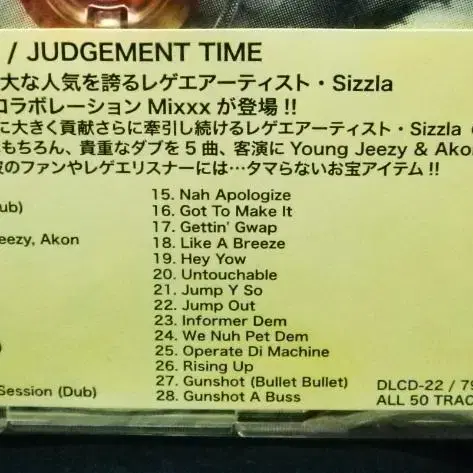 / JUDGEMENT TIME
大な人気を誇るレゲエアーティスト・Sizzla
コラボレーション Mixxx が登場 !!
に大きく貢献さらに牽引し続けるレゲエアーティスト・Sizzla
もちろん、貴重なダブを 5 曲、客演に Young Jeezy & Akon
のファンやレゲエリスナーには…タマらないお宝アイテム !!
15. Nah Apologize
ub)
16. Got To Make It
17. Gettin' Gwap
eezy, Akon
18. Like A Breeze
19. Hey Yow
20. Untouchable
21. Jump Y So
22. Jump Out
23. Informer Dem
24. We Nuh Pet Dem
25. Operate Di Machine
26. Rising Up
27. Gunshot (Bullet Bullet)
Session (Dub)
28. Gunshot A Buss
DLCD-22 / 79
ALL 50 TRAC